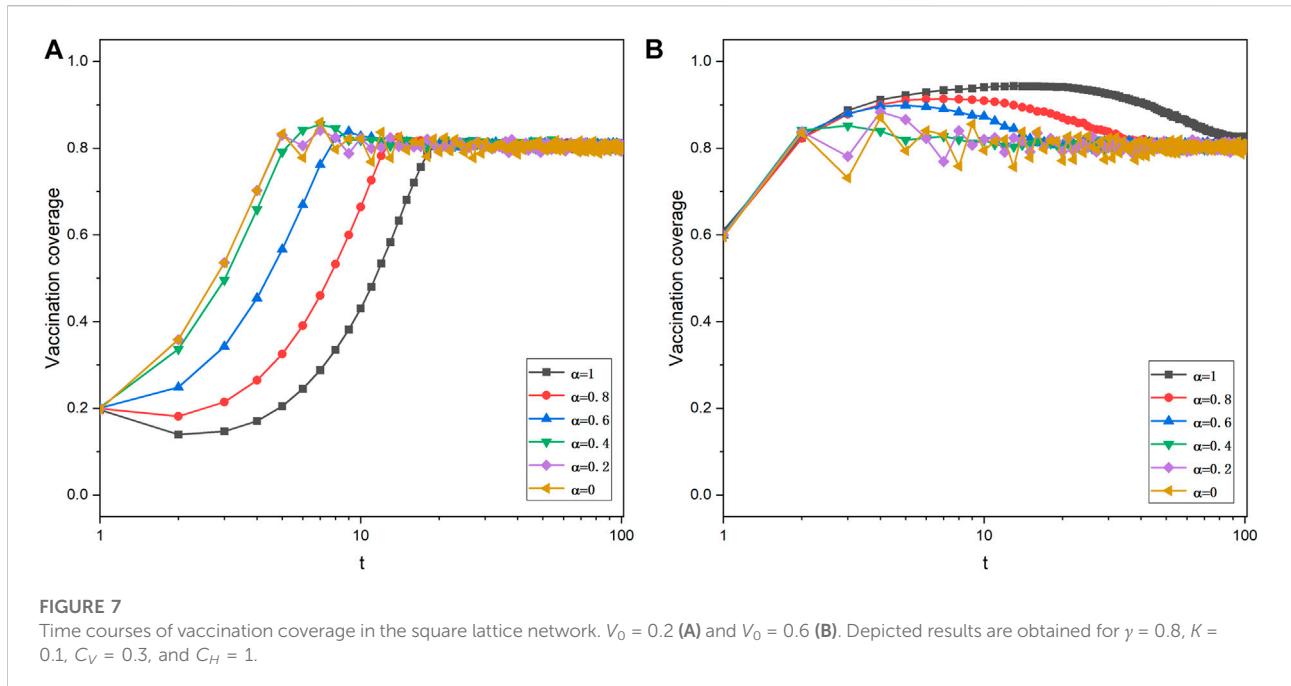 A
1.0
0.8
0.6
0.4
0.2
0.0
Vaccination coverage
1
10
100
t
α=1
α=0. 8
α=0. 6
α=0. 4
α=0. 2
α=0
B
1.0
0.8
0.6
0.4
0.2
0.0
Vaccination coverage
1
10
100
t
α=1
α=0. 8
α=0. 6
α=0. 4
α=0. 2
α=0
FIGURE 7
Time courses of vaccination coverage in the square lattice network. V₀ = 0.2 (A) and V₀ = 0.6 (B). Depicted results are obtained for γ = 0.8, K =
0.1, C_V = 0.3, and C_H = 1.